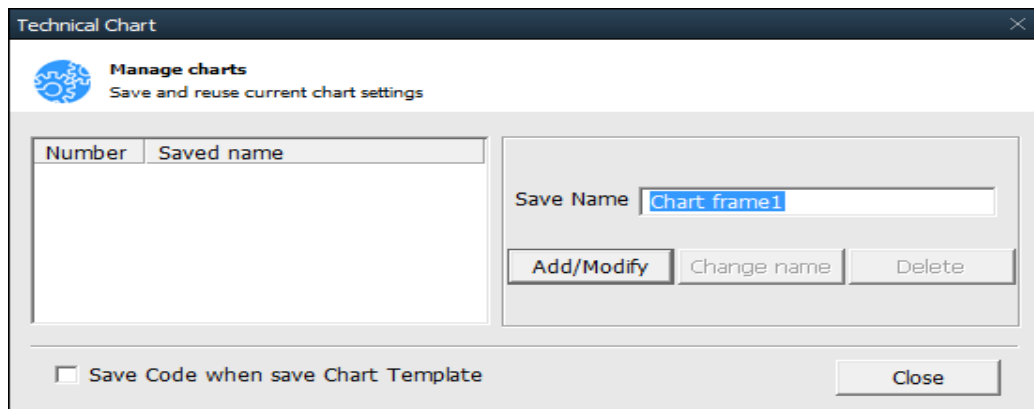 Technical Chart
Manage charts
Save and reuse current chart settings
Number Saved name
Save Name Chart frame1
Add/Modify Change name Delete
Save Code when save Chart Template
Close